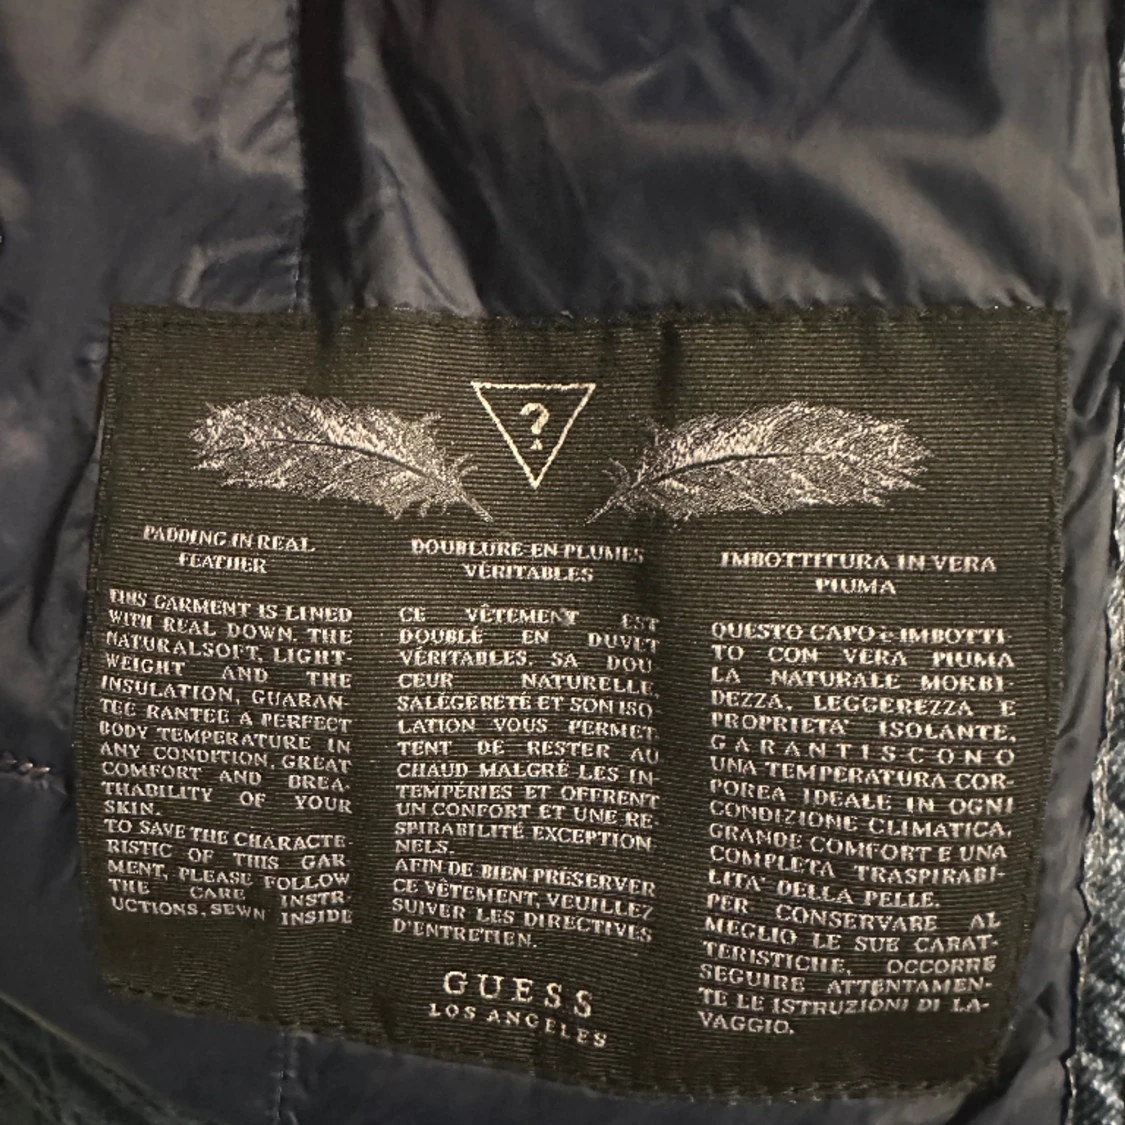 ?
PADDING IN REAL
FEATHER
THIS GARMENT IS LINED
WITH REAL DOWN. THE
NATURALSOFT, LIGHT-
WEIGHT AND THE
INSULATION, GUARAN-
TEE RANTEE A PERFECT
BODY TEMPERATURE IN
ANY CONDITION, GREAT
COMFORT AND BREA-
THABILITY OF YOUR
SKIN.
TO SAVE THE CHARACTE-
RISTIC OF THIS GAR-
MENT, PLEASE FOLLOW
THE CARE INSTR-
UCTIONS, SEWN INSIDE
DOUBLURE EN PLUMES
VÉRITABLES
CE VÊTEMENT EST
DOUBLÉ EN DUVET
VÉRITABLES. SA DOU
CEUR NATURELLE,
SALÉGERETÉ ET SON ISO
LATION VOUS PERMET
TENT DE RESTER AU
CHAUD MALGRÉ LES IN-
TEMPÉRIES ET OFFRENT
UN CONFORT ET UNE RE-
SPIRABILITÉ EXCEPTION
NELS.
AFIN DE BIEN PRÉSERVER
CE VÊTEMENT, VEUILLEZ
SUIVER LES DIRECTIVES
D'ENTRETIEN.
IMBOTTITURA IN VERA
PIUMA
QUESTO CAPO è IMBOTTI-
TO CON VERA PIUMA
LA NATURALE MORBI-
DEZZA, LEGGEREZZA E
PROPRIETA' ISOLANTE,
GARANTISCONO
UNA TEMPERATURA COR-
POREA IDEALE IN OGNI
CONDIZIONE CLIMATICA,
GRANDE COMFORT E UNA
COMPLETA TRASPIRABI-
LITA' DELLA PELLE.
PER CONSERVARE AL
MEGLIO LE SUE CARAT-
TERISTICHE, OCCORRE
SEGUIRE ATTENTAMEN-
TE LE ISTRUZIONI DI LA-
VAGGIO.
GUESS
LOS ANGELES